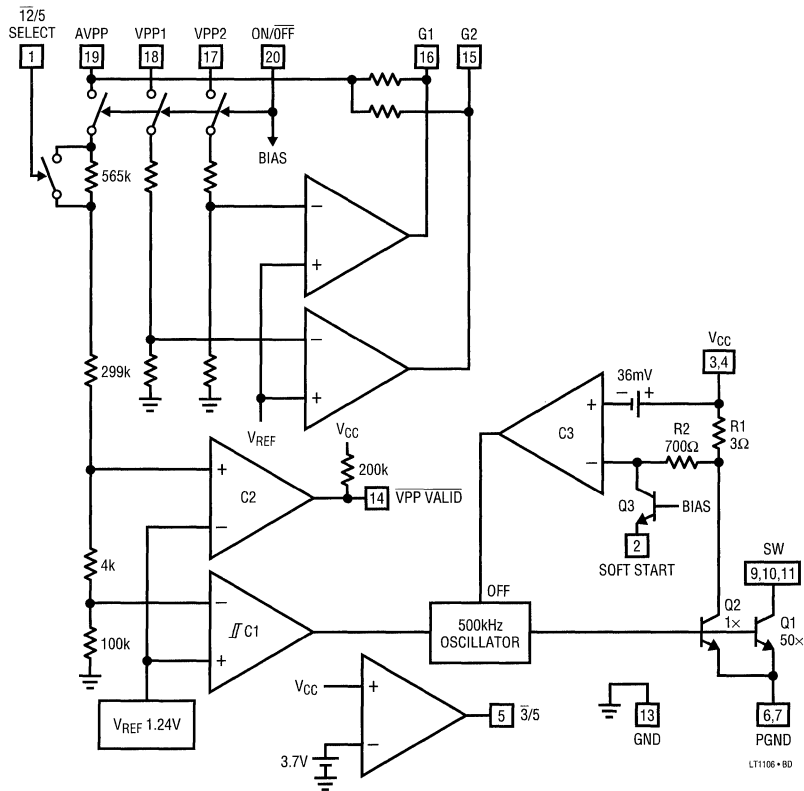 12/5
SELECT
AVPP
VPP1
VPP2
ON/OFF
G1
G2
1
19
18
17
20
16
15
BIAS
565k
−
+
−
299k
+
VCC
3,4
36mV
− +
+
C3
R2
700Ω
R1
3Ω
−
VREF
VCC
200k
+
C2
14
VPP VALID
−
Q3
BIAS
2
SOFT START
SW
9,10,11
4k
−
C1
OFF
500kHz
OSCILLATOR
Q2
1×
Q1
50×
100k
+
VCC
+
5
3/5
13
GND
6,7
PGND
VREF 1.24V
3.7V
−
LT1106 • BD